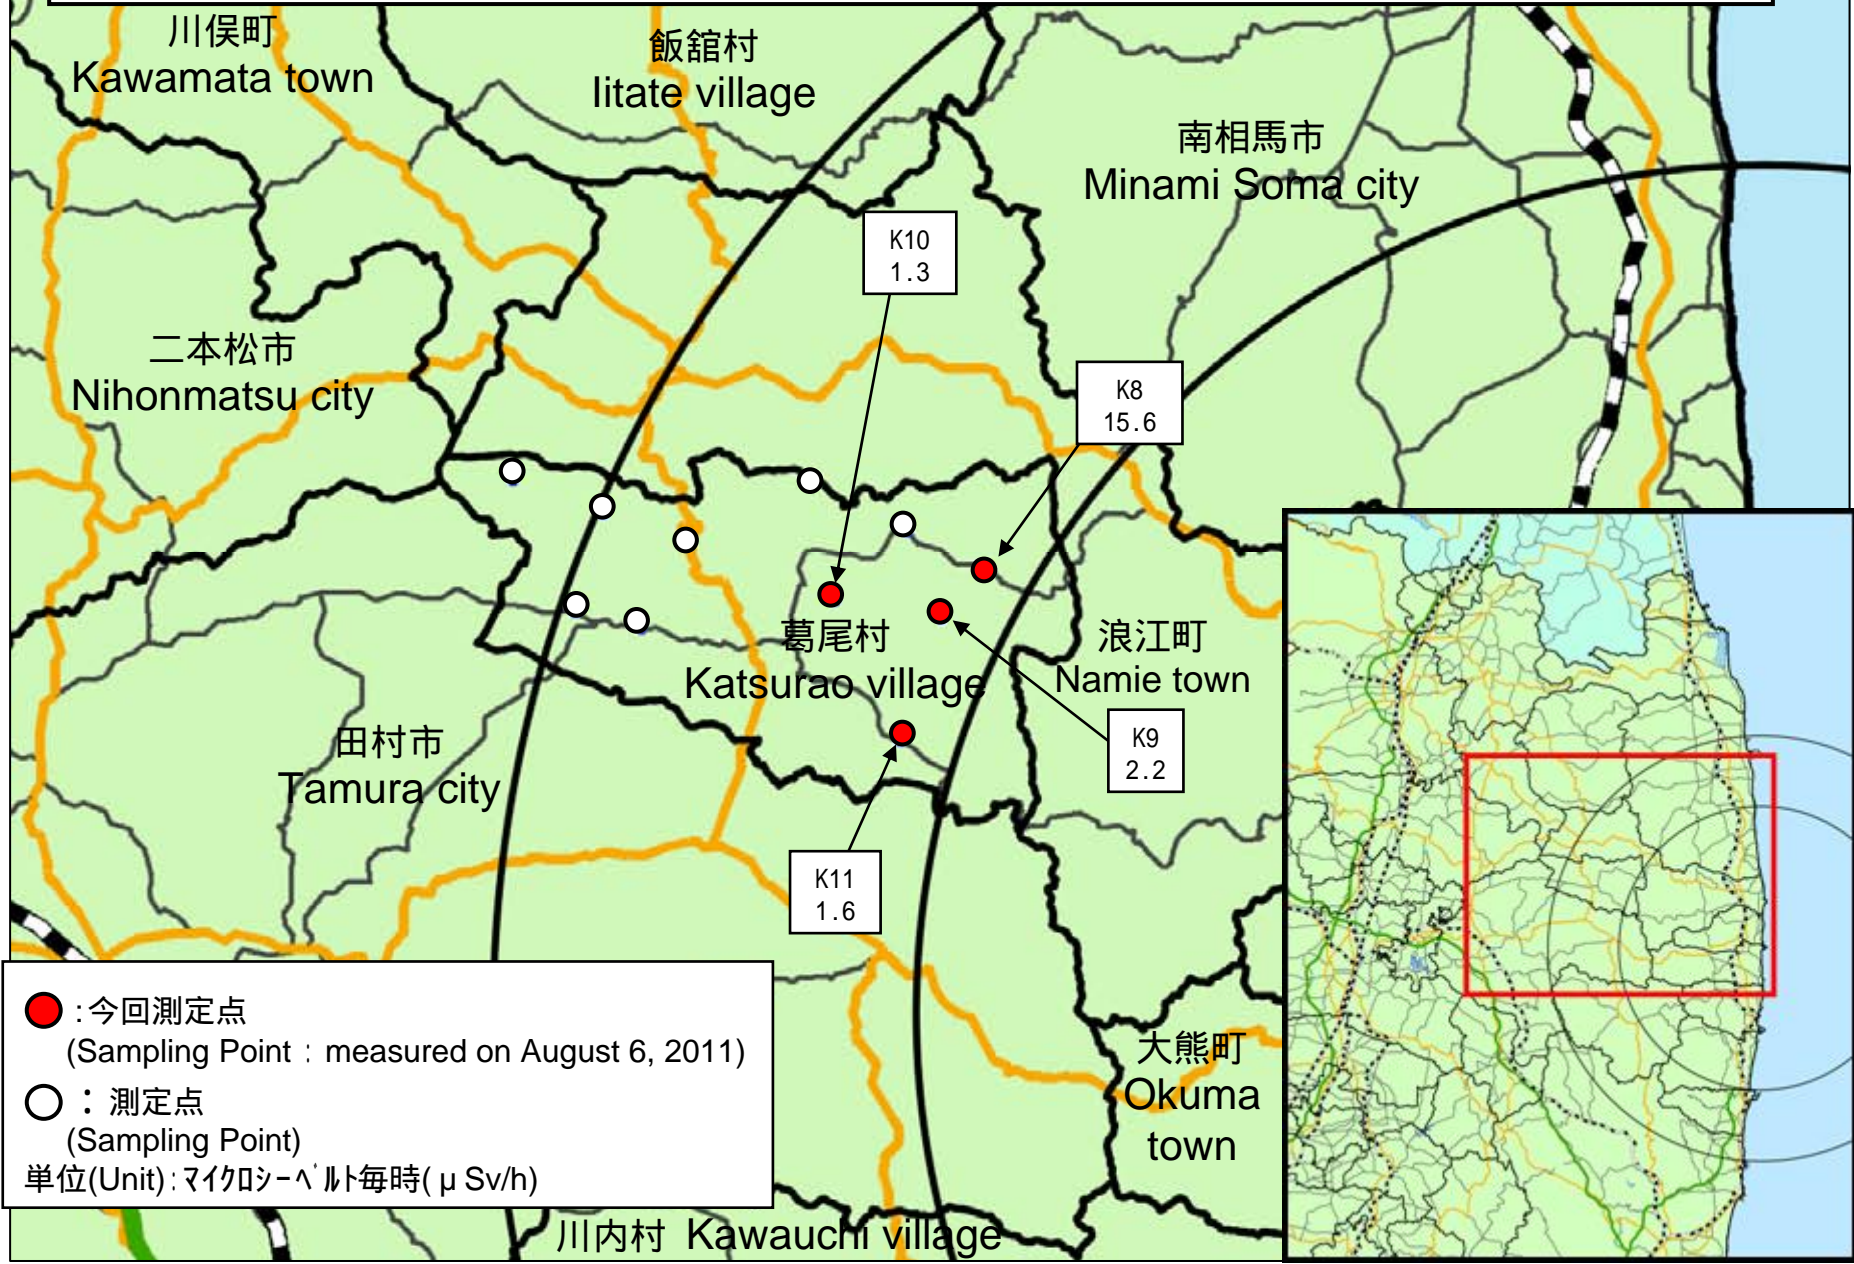 川俣町
Kawamata town
飯舘村
Iitate village
南相馬市
Minami Soma city
K10
1.3
二本松市
Nihonmatsu city
K8
15.6
葛尾村
Katsurao village
浪江町
Namie town
K9
2.2
田村市
Tamura city
K11
1.6
:今回測定点
(Sampling Point : measured on August 6, 2011)
: 測定点
(Sampling Point)
単位(Unit):マイクロシーベルト毎時(μSv/h)
大熊町
Okuma
town
川内村 Kawauchi village